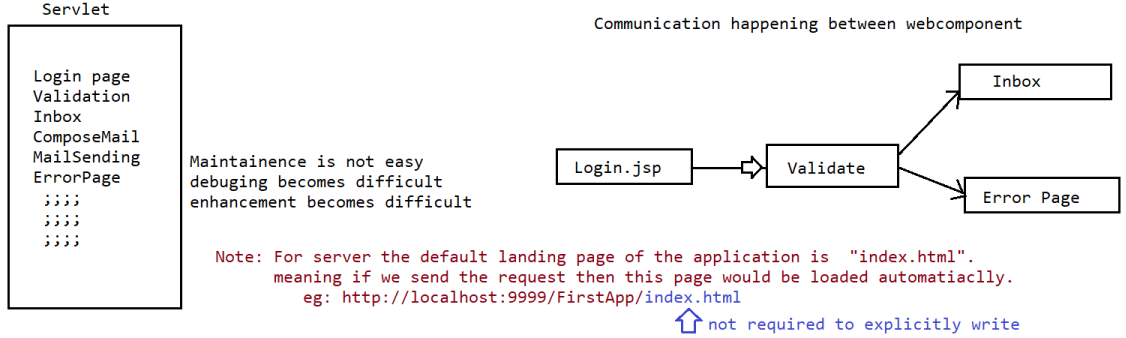 Servlet
Login page
Validation
Inbox
ComposeMail
MailSending
ErrorPage
;;;;
;;;;
;;;;
Maintainence is not easy
debuging becomes difficult
enhancement becomes difficult
Communication happening between webcomponent
Login.jsp
Validate
Inbox
Error Page
Note: For server the default landing page of the application is "index.html".
meaning if we send the request then this page would be loaded automatiaclly.
eg: http://localhost:9999/FirstApp/index.html
not required to explicitly write